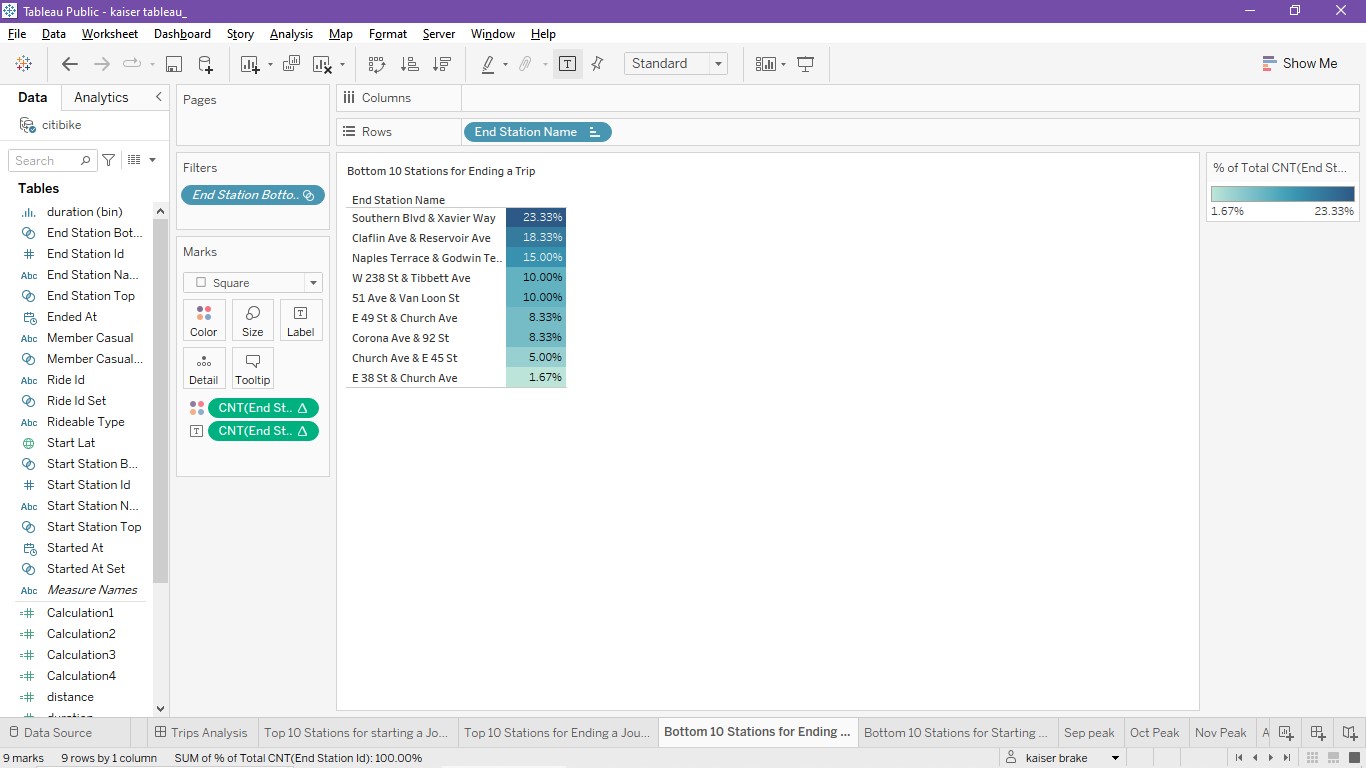 Tableau Public - kaiser tableau_
File Data Worksheet Dashboard Story Analysis Map Format Server Window Help
Standard
Show Me
Data Analytics
citibike
Search
Tables
duration (bin)
End Station Bot...
End Station Id
End Station Na...
End Station Top
Ended At
Member Casual
Member Casual...
Ride Id
Ride Id Set
Rideable Type
Start Lat
Start Station B...
Start Station Id
Start Station N...
Start Station Top
Started At
Started At Set
Measure Names
Calculation1
Calculation2
Calculation3
Calculation4
distance
Pages
Filters
End Station Botto..
Marks
Square
Color Size Label
Detail Tooltip
CNT(End St..
CNT(End St..
Columns
Rows End Station Name
Bottom 10 Stations for Ending a Trip
End Station Name
Southern Blvd & Xavier Way 23.33%
Claflin Ave & Reservoir Ave 18.33%
Naples Terrace & Godwin Te.. 15.00%
W 238 St & Tibbett Ave 10.00%
51 Ave & Van Loon St 10.00%
E 49 St & Church Ave 8.33%
Corona Ave & 92 St 8.33%
Church Ave & E 45 St 5.00%
E 38 St & Church Ave 1.67%
% of Total CNT(End St...
1.67% 23.33%
Data Source Trips Analysis Top 10 Stations for starting a Jo... Top 10 Stations for Ending a Jou... Bottom 10 Stations for Ending ... Bottom 10 Stations for Starting ... Sep peak Oct Peak Nov Peak
9 marks 9 rows by 1 column SUM of % of Total CNT(End Station Id): 100.00% kaiser brake